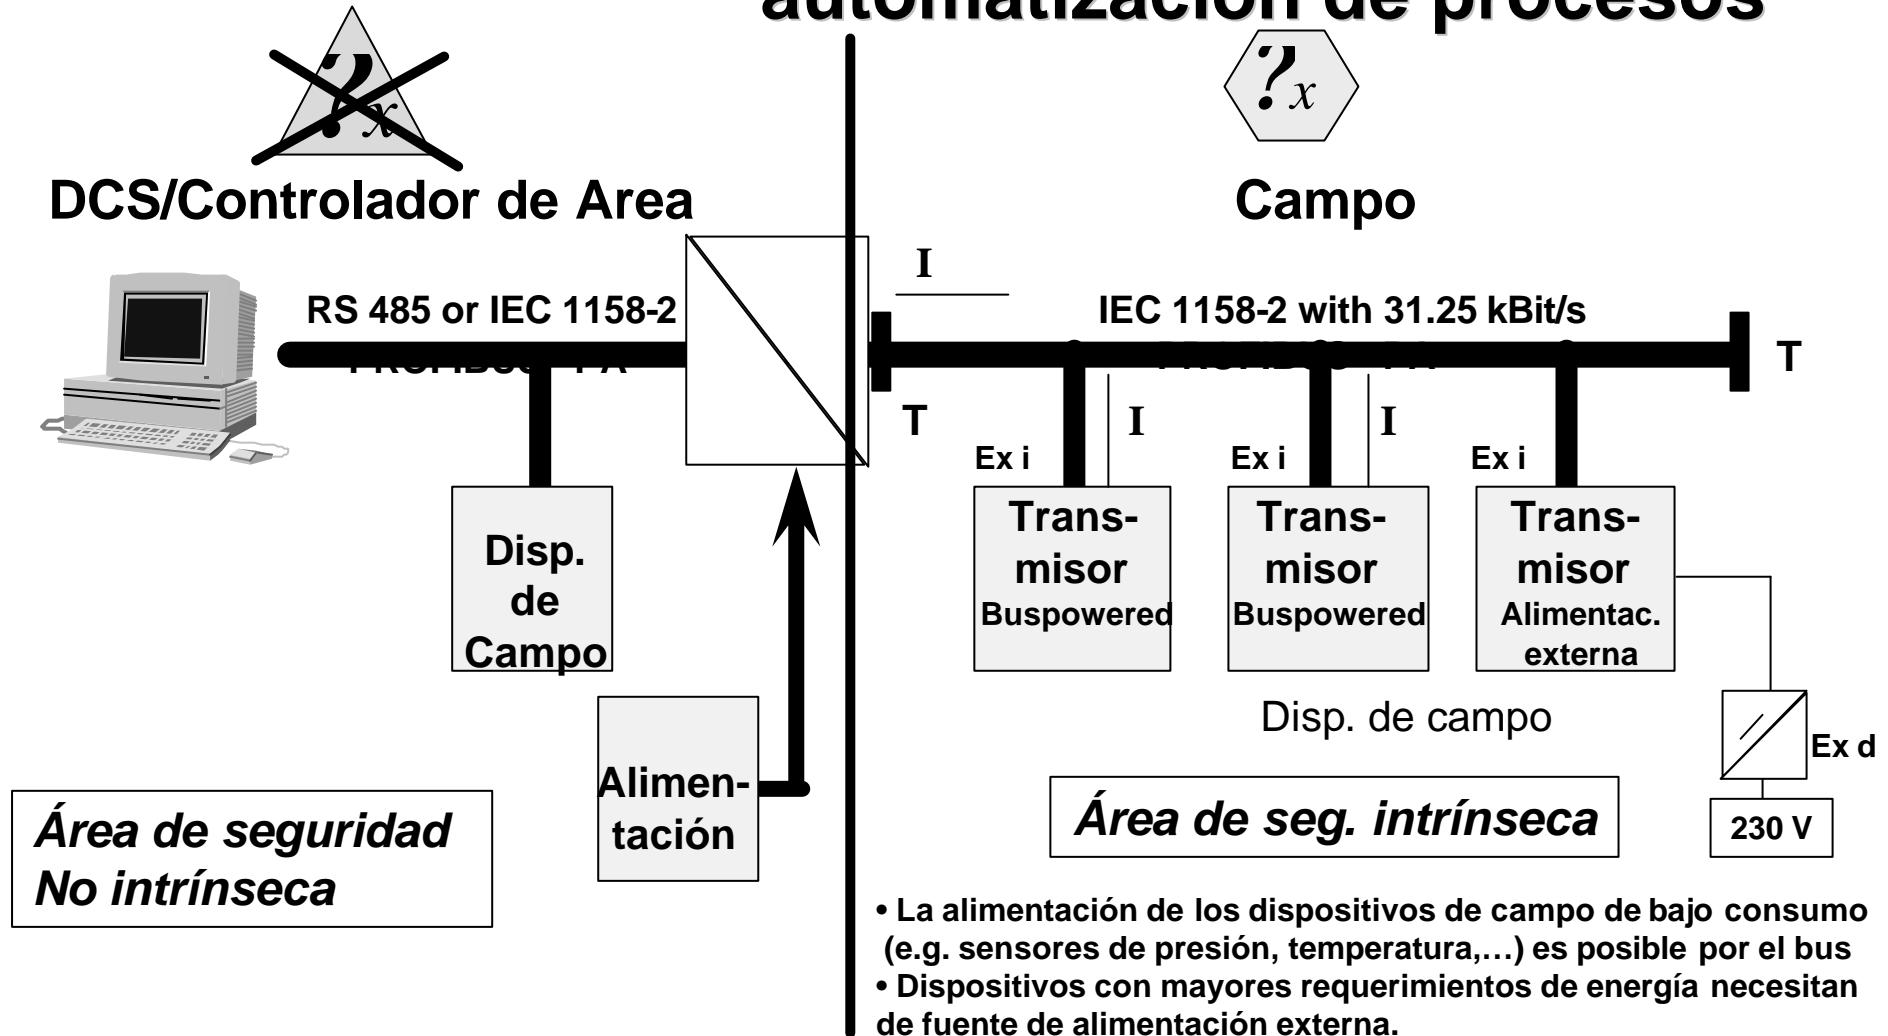 automatización de procesos
?x
?x
DCS/Controlador de Area
Campo
I
RS 485 or IEC 1158-2
IEC 1158-2 with 31.25 kBit/s
T
T
I
I
Ex i
Ex i
Ex i
Disp.
de
Campo
Trans-
misor
Buspowered
Trans-
misor
Buspowered
Trans-
misor
Alimentac.
externa
Disp. de campo
Ex d
230 V
Alimen-
tación
Área de seguridad
No intrínseca
Área de seg. intrínseca
• La alimentación de los dispositivos de campo de bajo consumo
(e.g. sensores de presión, temperatura,…) es posible por el bus
• Dispositivos con mayores requerimientos de energía necesitan
de fuente de alimentación externa.